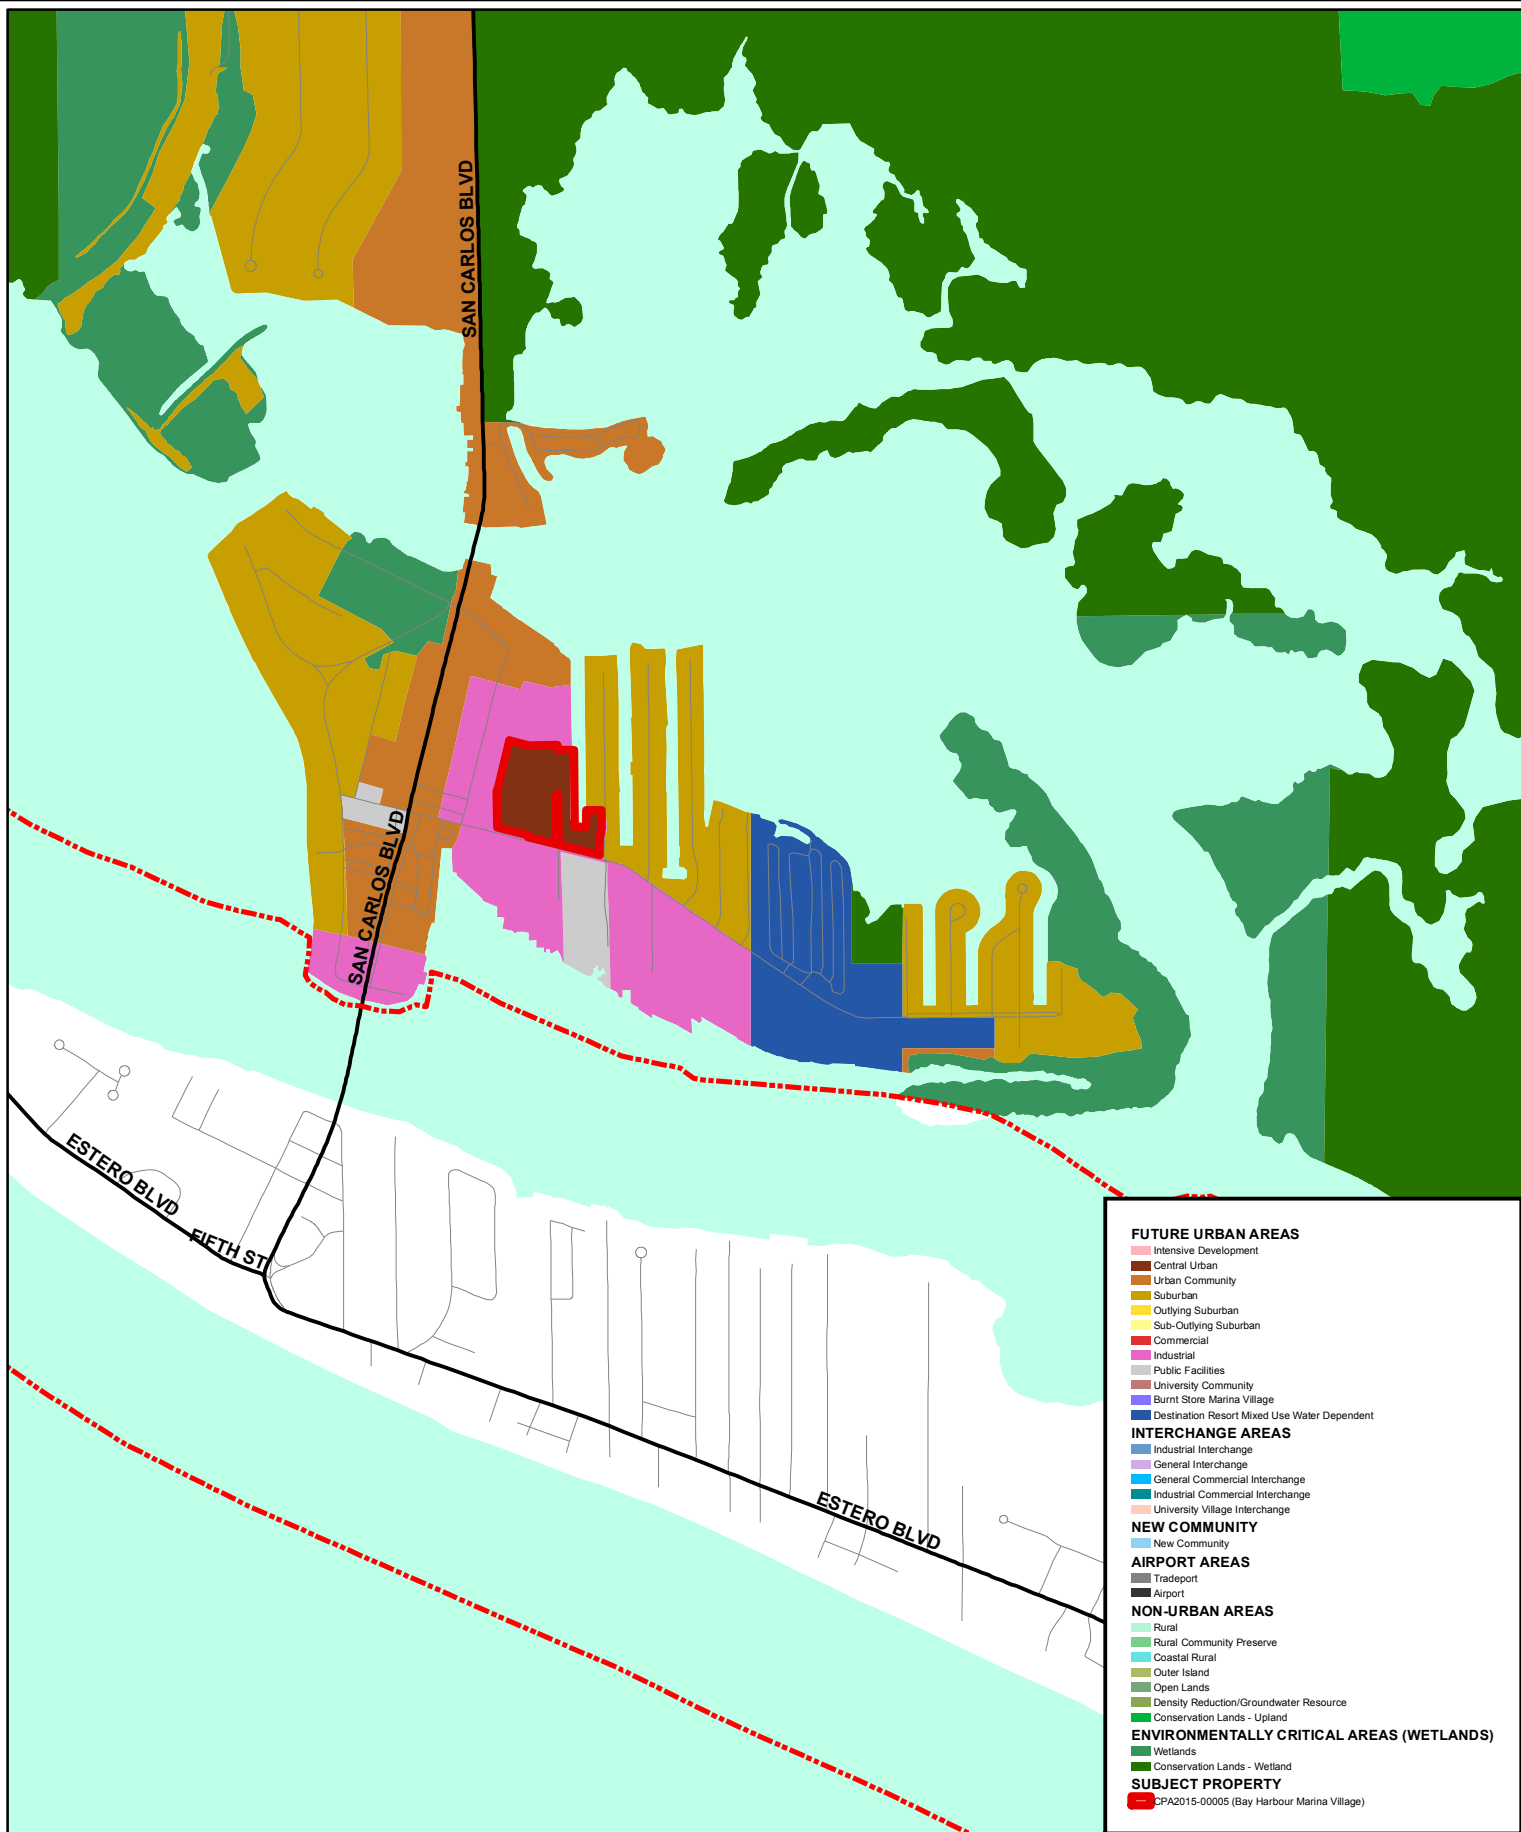 SAN CARLOS BLVD
SAN CARLOS BLVD
ESTERO BLVD
FIFTH ST
ESTERO BLVD
FUTURE URBAN AREAS
Intensive Development
Central Urban
Urban Community
Suburban
Outlying Suburban
Sub-Outlying Suburban
Commercial
Industrial
Public Facilities
University Community
Burnt Store Marina Village
Destination Resort Mixed Use Water Dependent
INTERCHANGE AREAS
Industrial Interchange
General Interchange
General Commercial Interchange
Industrial Commercial Interchange
University Village Interchange
NEW COMMUNITY
New Community
AIRPORT AREAS
Tradeport
Airport
NON-URBAN AREAS
Rural
Rural Community Preserve
Coastal Rural
Outer Island
Open Lands
Density Reduction/Groundwater Resource
Conservation Lands - Upland
ENVIRONMENTALLY CRITICAL AREAS (WETLANDS)
Wetlands
Conservation Lands - Wetland
SUBJECT PROPERTY
CPA2015-00005 (Bay Harbour Marina Village)